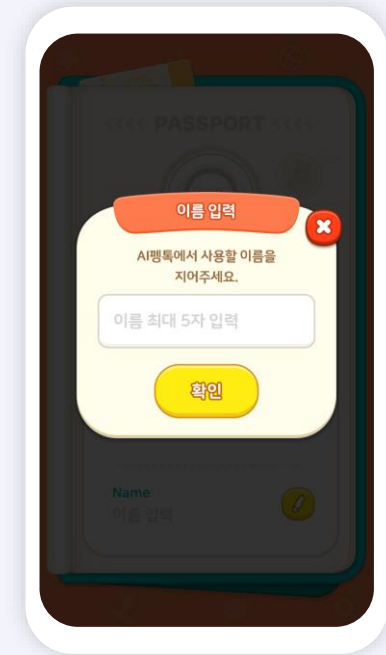 <<<< PASSPORT <<<<
이름 입력
AI펭톡에서 사용할 이름을
지어주세요.
이름 최대 5자 입력
확인
Name
이름 입력